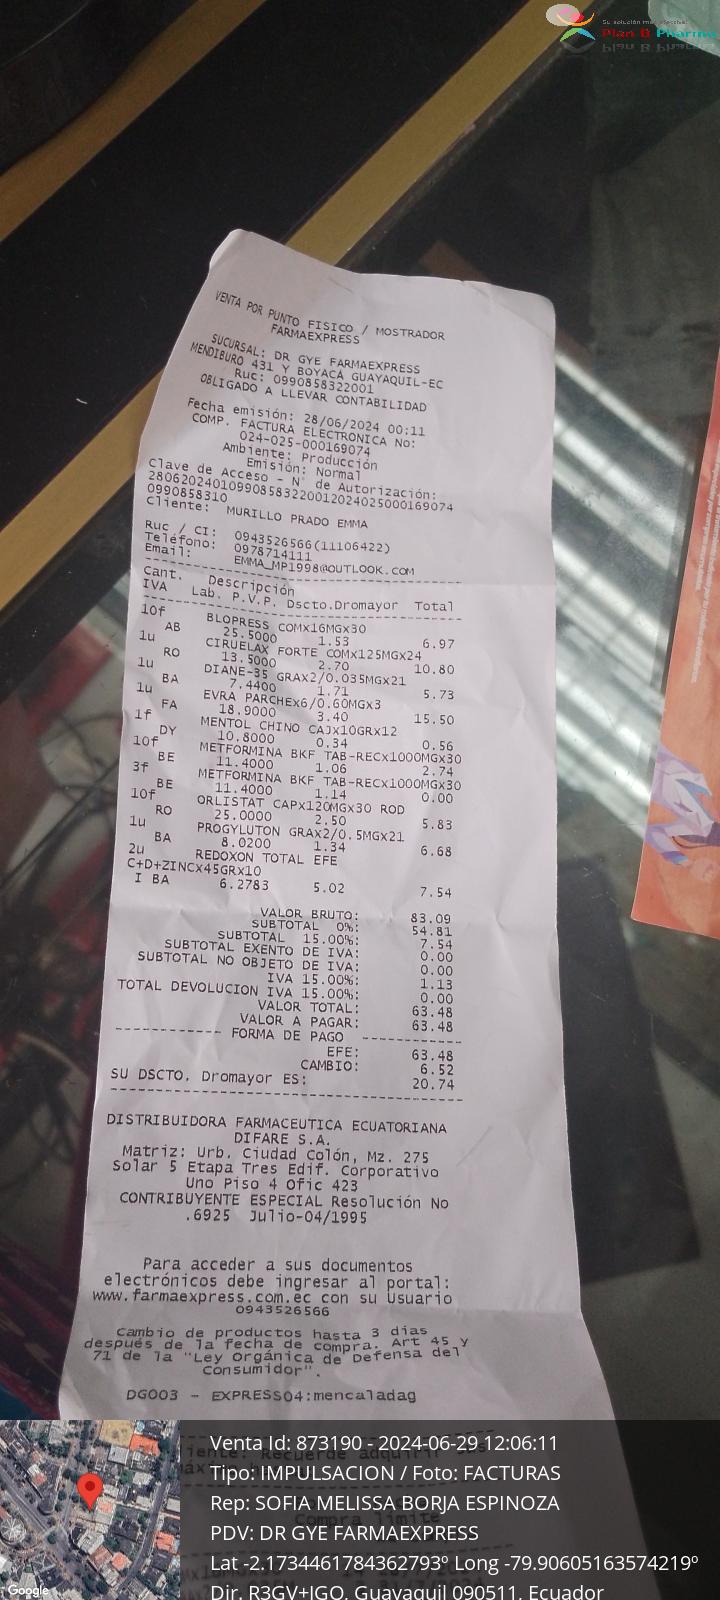 Su solución más efectiva.
Plan B Pharma
VENTA POR PUNTO FISICO / MOSTRADOR
FARMAEXPRESS
SUCURSAL: DR GYE FARMAEXPRESS
MENDIBURO 431 Y BOYACA GUAYAQUIL-EC
Ruc: 0990858322001
OBLIGADO A LLEVAR CONTABILIDAD
Fecha emisión: 28/06/2024 00:11
COMP. FACTURA ELECTRONICA No:
024-025-000169074
Ambiente: Producción
Emisión: Normal
Clave de Acceso - N° de Autorización:
2806202401099085832200120240250001690740990858310
Cliente: MURILLO PRADO EMMA
Ruc / CI: 0943526566(11106422)
Teléfono: 0978714111
Email: EMMA_MP1998@OUTLOOK.COM
Cant. Descripción
IVA Lab. P.V.P. Dscto.Dromayor Total
10f BLOPRESS COMx16MGx30
AB 25.5000 1.53 6.97
1u CIRUELAX FORTE COMx125MGx24
RO 13.5000 2.70 10.80
1u DIANE-35 GRAx2/0.035MGx21
BA 7.4400 1.71 5.73
1u EVRA PARCHEx6/0.60MGx3
FA 18.9000 3.40 15.50
1f MENTOL CHINO CAJx10GRx12
DY 10.8000 0.34 0.56
10f METFORMINA BKF TAB-RECx1000MGx30
BE 11.4000 1.06 2.74
3f METFORMINA BKF TAB-RECx1000MGx30
BE 11.4000 1.14 0.00
10f ORLISTAT CAPx120MGx30 ROD
RO 25.0000 2.50 5.83
1u PROGYLUTON GRAx2/0.5MGx21
BA 8.0200 1.34 6.68
2u REDOXON TOTAL EFE
C+D+ZINCx45GRx10
I BA 6.2783 5.02 7.54
VALOR BRUTO: 83.09
SUBTOTAL 0%: 54.81
SUBTOTAL 15.00%: 7.54
SUBTOTAL EXENTO DE IVA: 0.00
SUBTOTAL NO OBJETO DE IVA: 0.00
IVA 15.00%: 1.13
TOTAL DEVOLUCION IVA 15.00%: 0.00
VALOR TOTAL: 63.48
VALOR A PAGAR: 63.48
------------ FORMA DE PAGO ------------
EFE: 63.48
CAMBIO: 6.52
SU DSCTO. Dromayor ES: 20.74
DISTRIBUIDORA FARMACEUTICA ECUATORIANA
DIFARE S.A.
Matriz: Urb. Ciudad Colón, Mz. 275
Solar 5 Etapa Tres Edif. Corporativo
Uno Piso 4 Ofic 423
CONTRIBUYENTE ESPECIAL Resolución No
.6925 Julio-04/1995
Para acceder a sus documentos
electrónicos debe ingresar al portal:
www.farmaexpress.com.ec con su Usuario
0943526566
Cambio de productos hasta 3 días
después de la fecha de compra. Art 45 y
71 de la "Ley Orgánica de Defensa del
Consumidor".
DG003 - EXPRESS04:mencaladag
Venta Id: 873190 - 2024-06-29 12:06:11
Tipo: IMPULSACION / Foto: FACTURAS
Rep: SOFIA MELISSA BORJA ESPINOZA
PDV: DR GYE FARMAEXPRESS
Lat -2.1734461784362793º Long -79.90605163574219º
Dir. R3GV+JGQ, Guayaquil 090511, Ecuador
Google